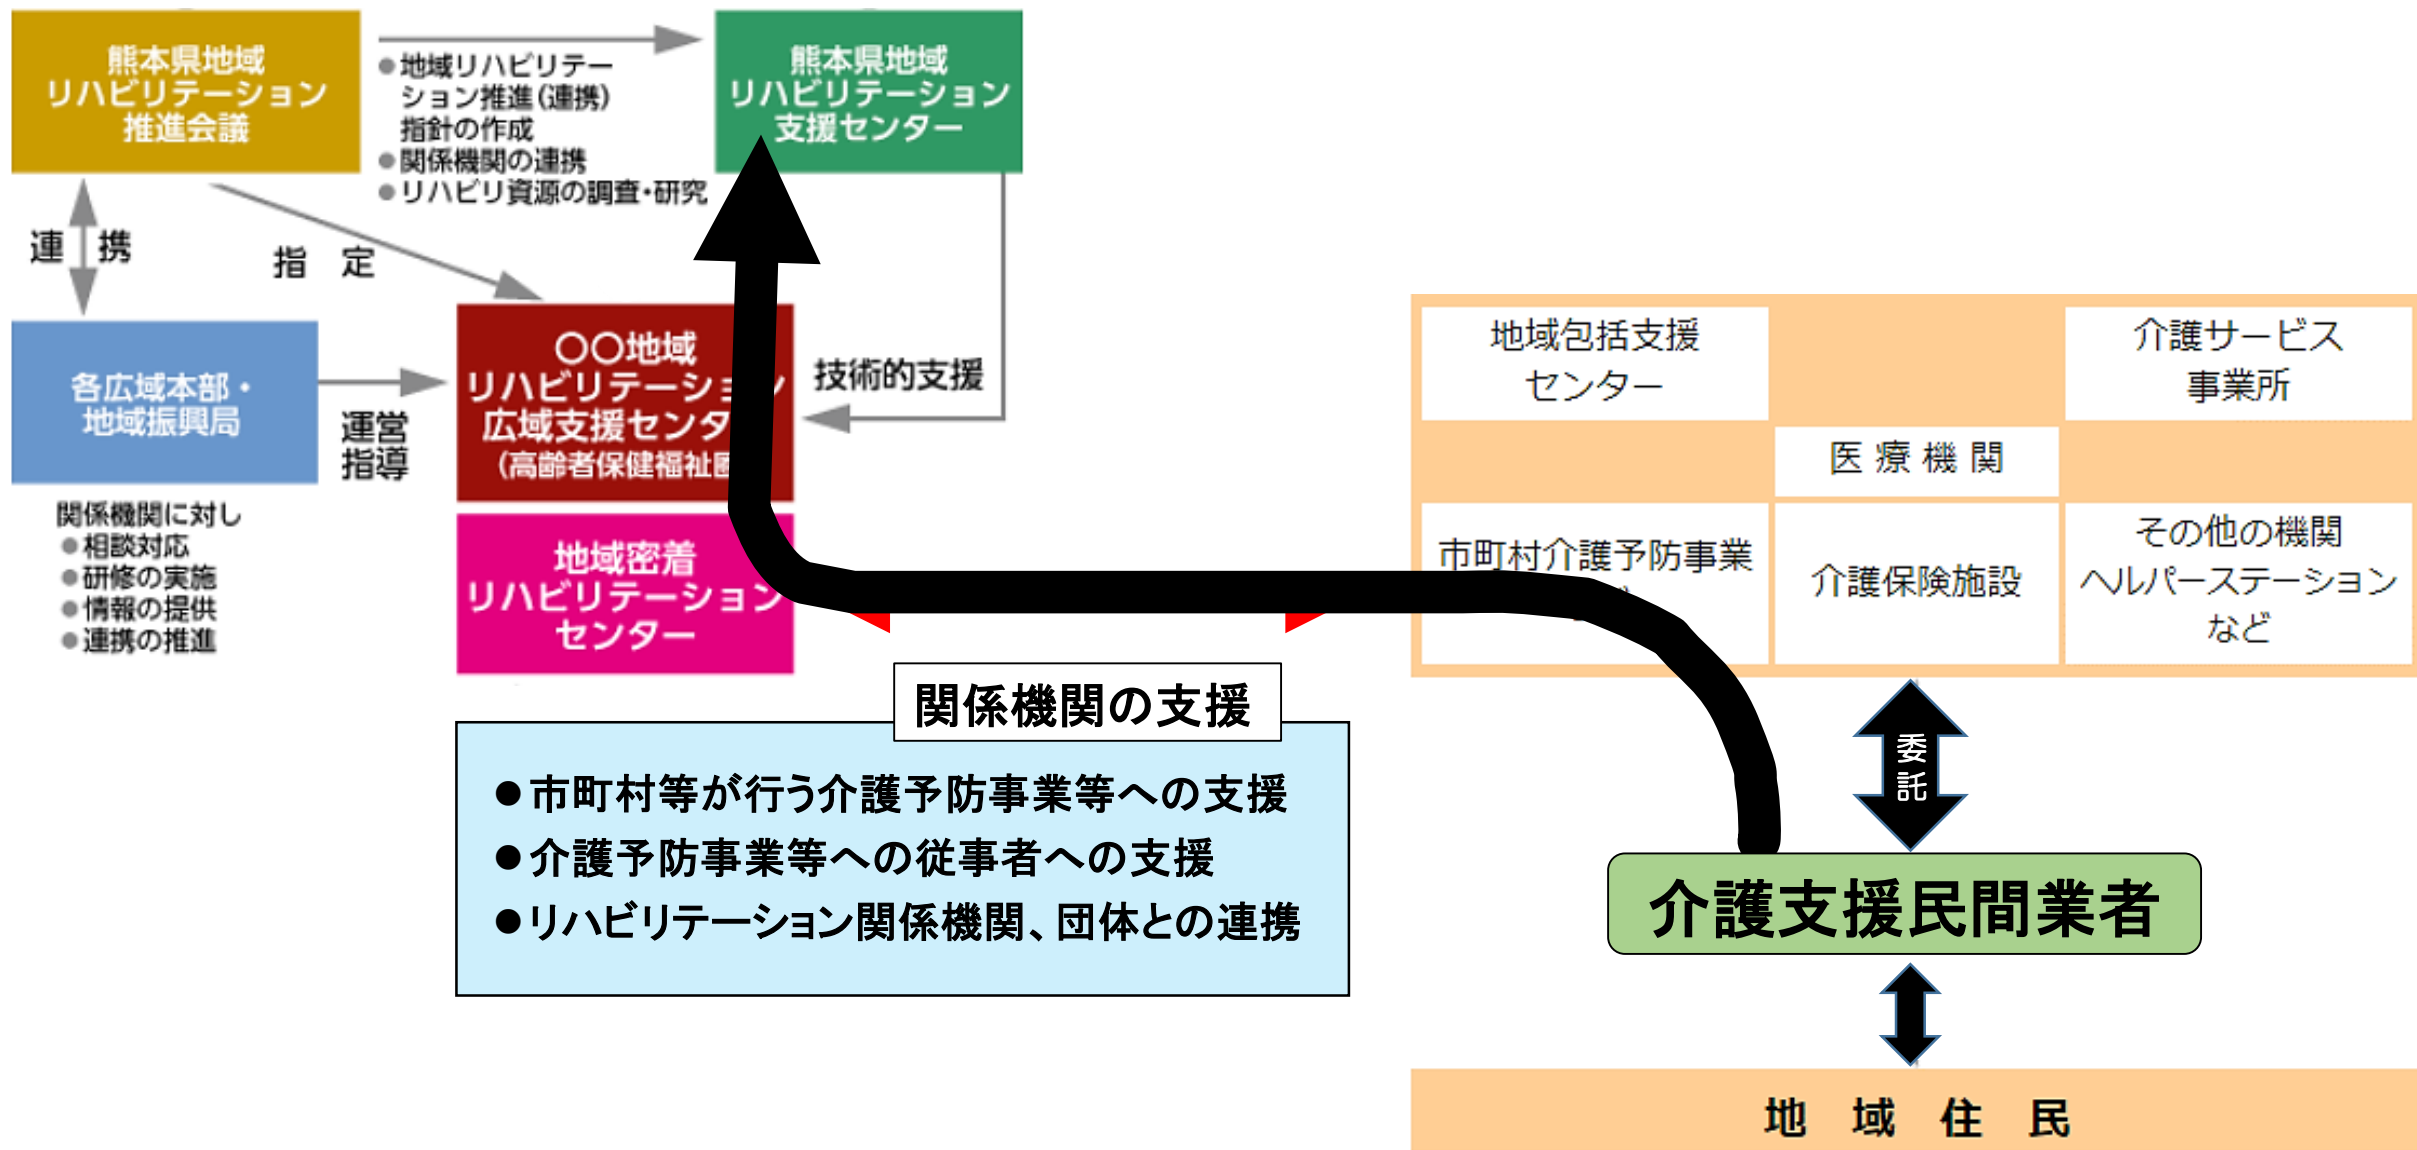 熊本県地域
リハビリテーション
推進会議
●地域リハビリテー
ション推進(連携)
指針の作成
●関係機関の連携
●リハビリ資源の調査・研究
熊本県地域
リハビリテーション
支援センター
連 携
指 定
各広域本部・
地域振興局
運営
指導
〇〇地域
リハビリテーション
広域支援センタ
(高齢者保健福祉圏
技術的支援
地域密着
リハビリテーション
センター
関係機関に対し
●相談対応
●研修の実施
●情報の提供
●連携の推進
関係機関の支援
●市町村等が行う介護予防事業等への支援
●介護予防事業等への従事者への支援
●リハビリテーション関係機関、団体との連携
地域包括支援
センター
介護サービス
事業所
医 療 機 関
市町村介護予防事業
介護保険施設
その他の機関
ヘルパーステーション
など
委
託
介護支援民間業者
地 域 住 民